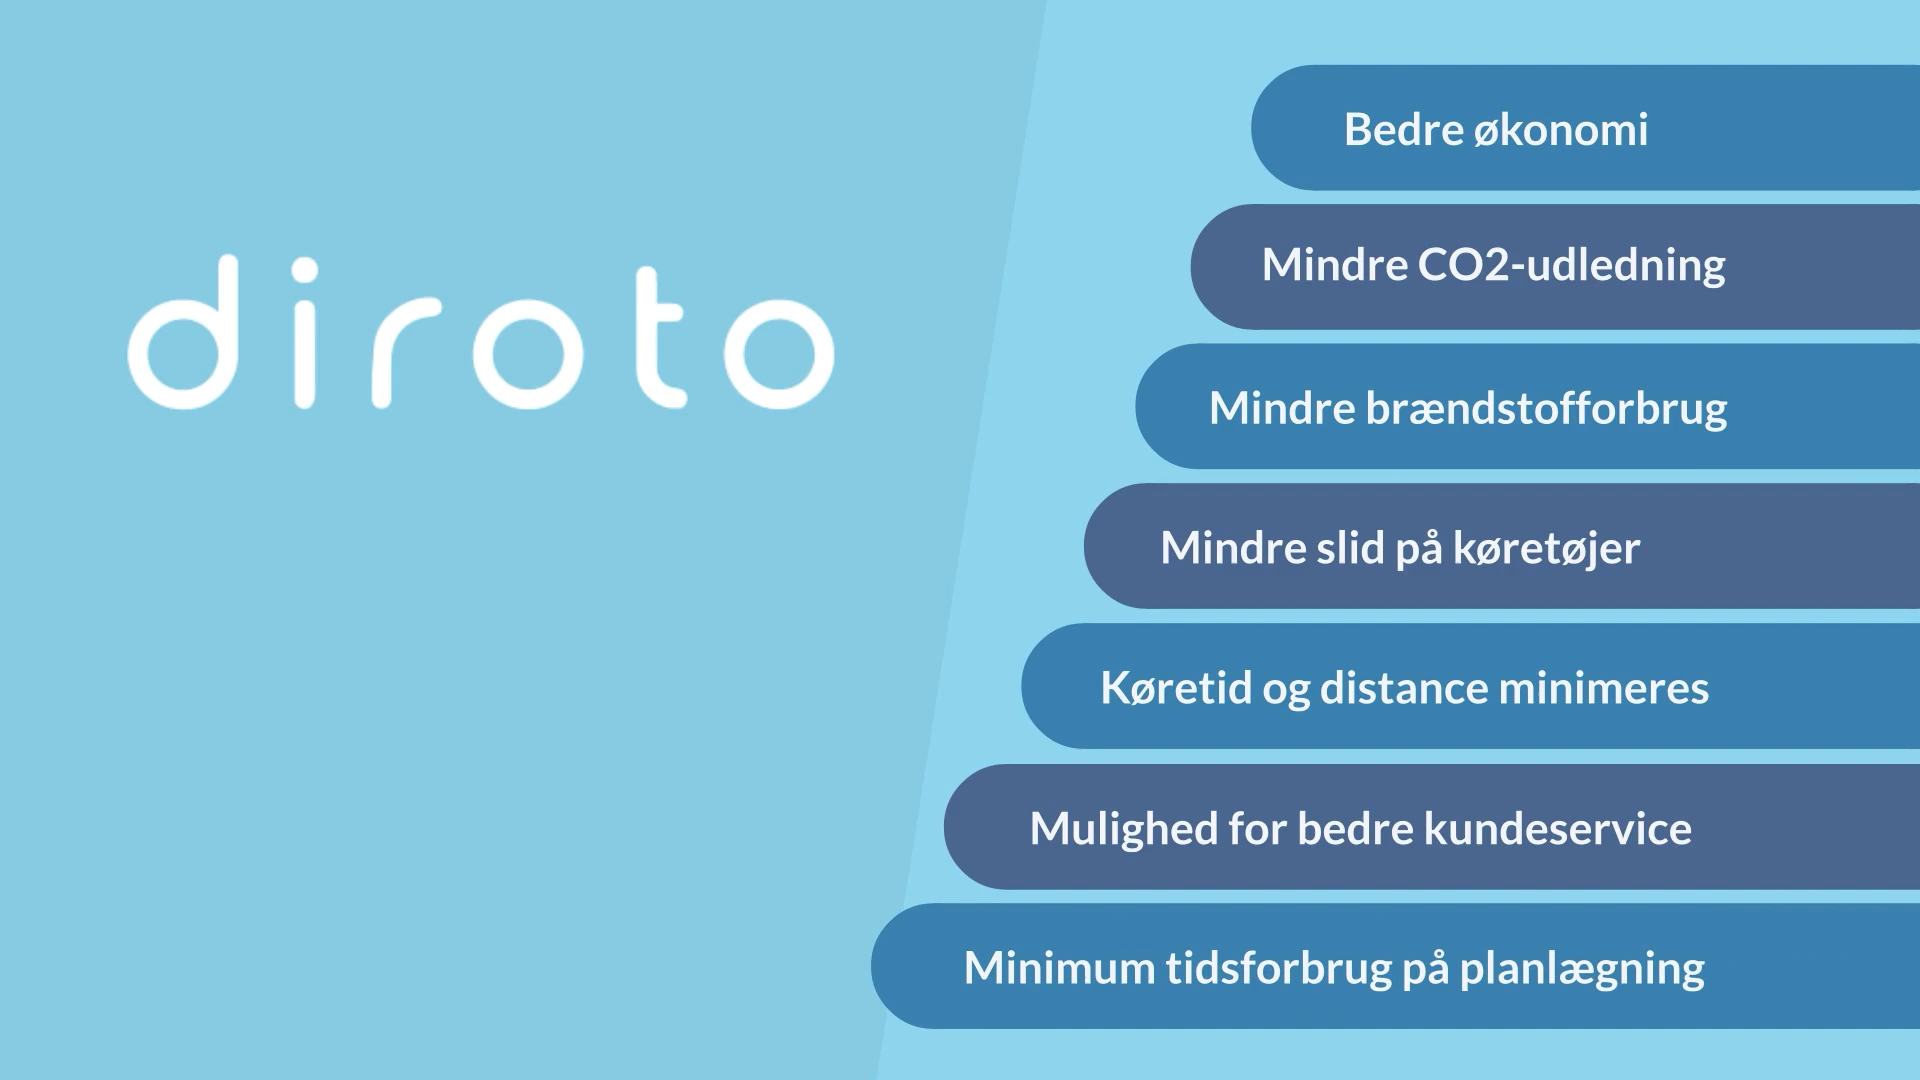 diroto
Bedre økonomi
Mindre CO2-udledning
Mindre brændstofforbrug
Mindre slid på køretøjer
Køretid og distance minimeres
Mulighed for bedre kundeservice
Minimum tidsforbrug på planlægning